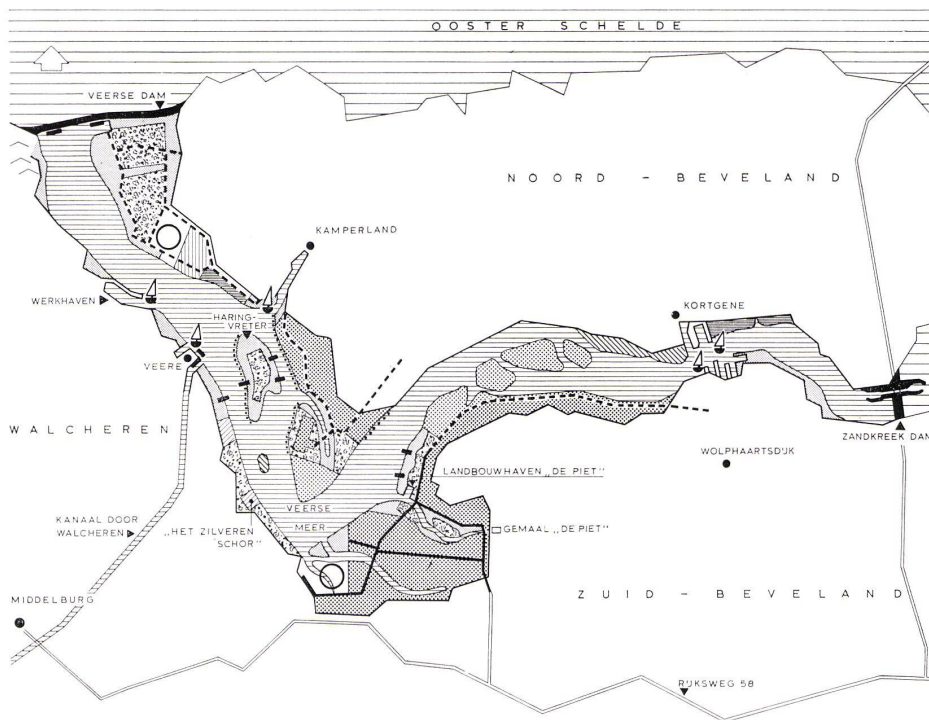 OOSTER SCHELDE
VEERSE DAM
NOORD - BEVELAND
KAMPERLAND
WERKHAVEN
HARING-
VRETER
KORTGENE
VEERE
WALCHEREN
ZANDKREEK DAM
WOLPHAARTSDIJK
LANDBOUWHAVEN „DE PIET"
KANAAL DOOR
WALCHEREN
„HET ZILVEREN
SCHOR"
VEERSE
MEER
GEMAAL „DE PIET"
MIDDELBURG
ZUID - BEVELAND
RIJKSWEG 58